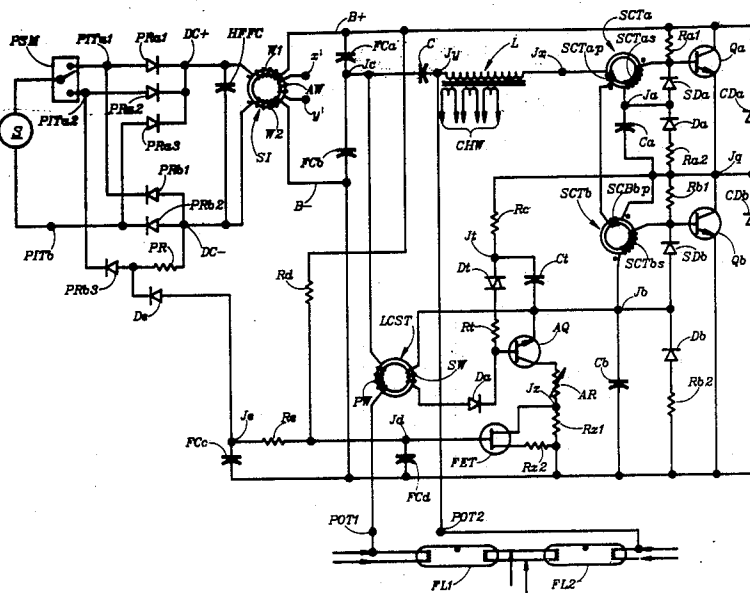 B+
SCTa
PSM PITa1 PRa1 DC+ HFFC W1 FCa C Jy L Jx SCTap SCTas Ra1 Qa
Jc
x'
AW
PRa2 y' Ja SDa CDa
S PITa2
W2
PRa3 SI CHW Ca Da
FCb
Ra2 Jq
PRb1 SCTb SCBbp Rb1 CDb
B-
PRb2 Rc
PITb PR DC- Jt SCTbs SDb Qb
Dt Ct
PRb3 Rd Jb
De LCST Rt AQ
SW Db
PW Da Jz AR Cb
Rb2
Je Re Jd Rz1
FCc
FET Rz2
FCd
POT1 POT2
FL1 FL2